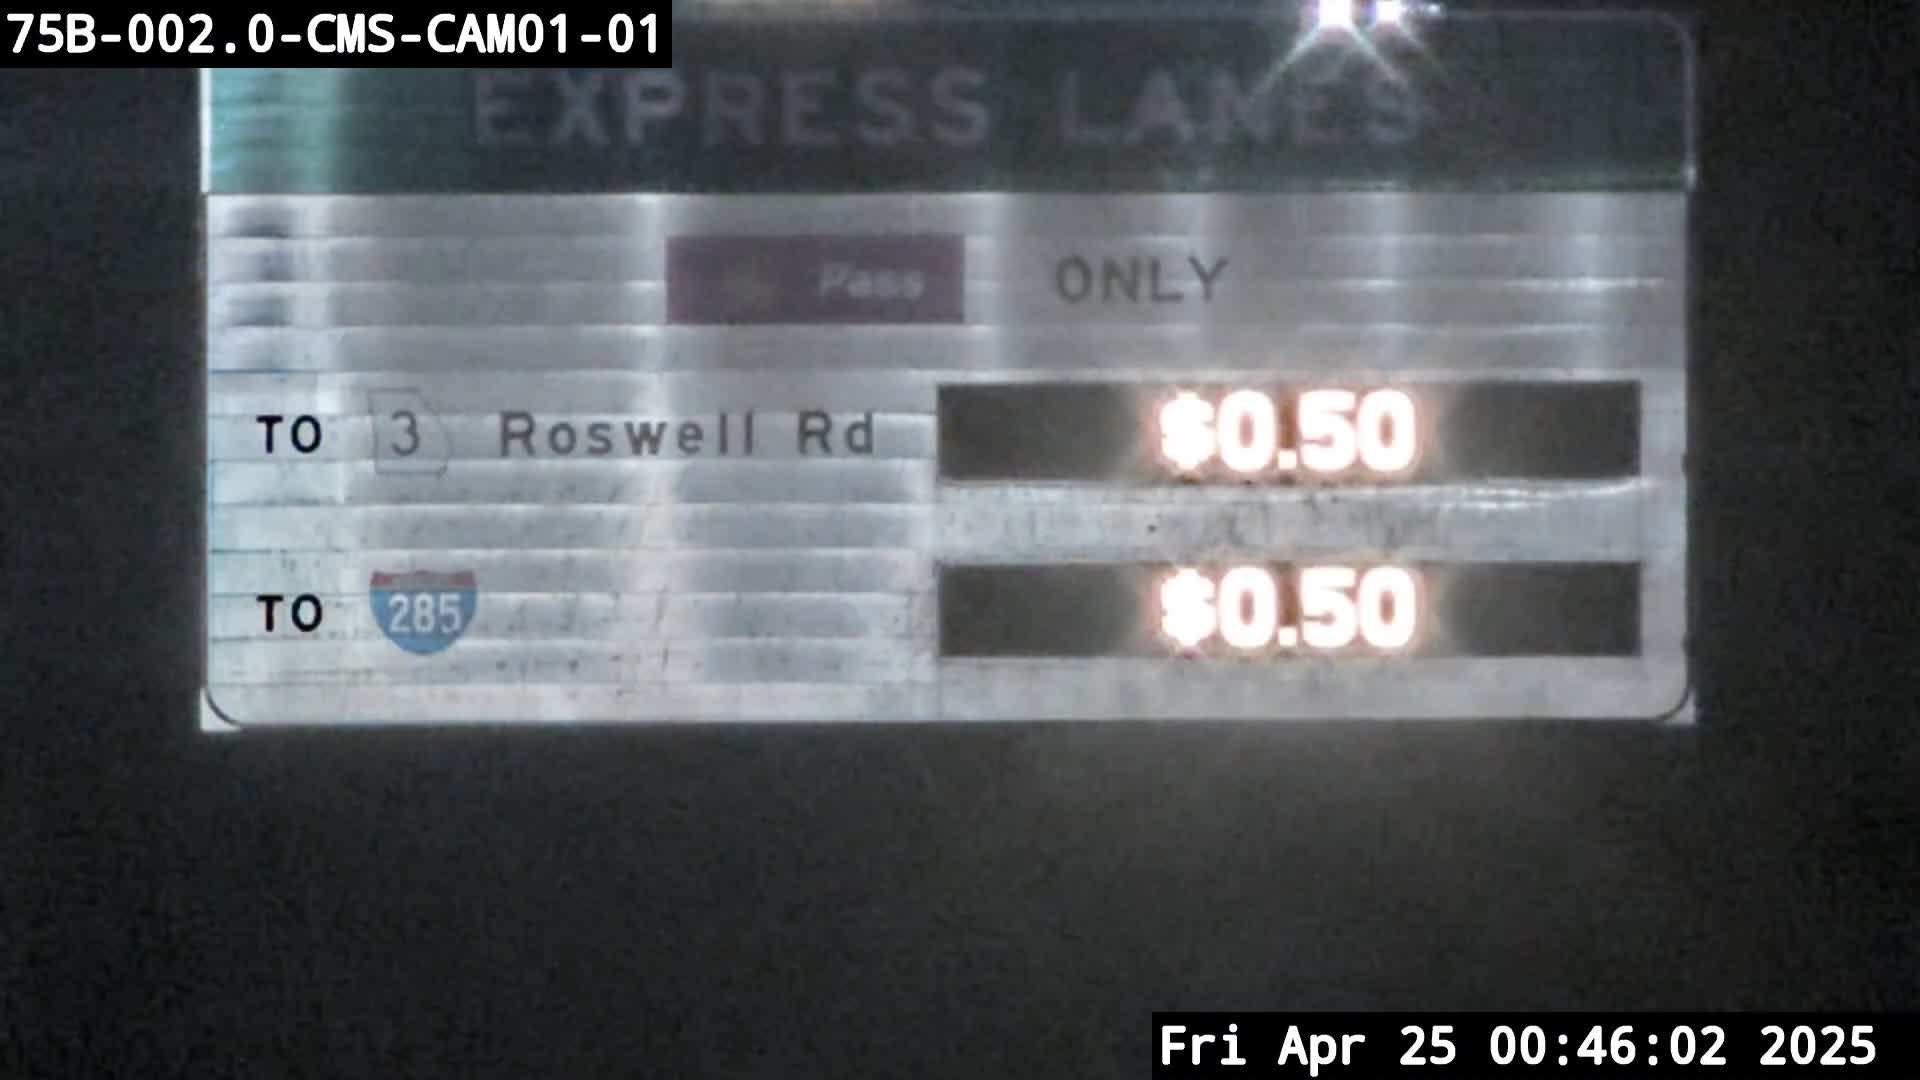 75B-002.0-CMS-CAM01-01
EXPRESS LANES
Pass ONLY
TO 3 Roswell Rd $0.50
TO 285 $0.50
Fri Apr 25 00:46:02 2025